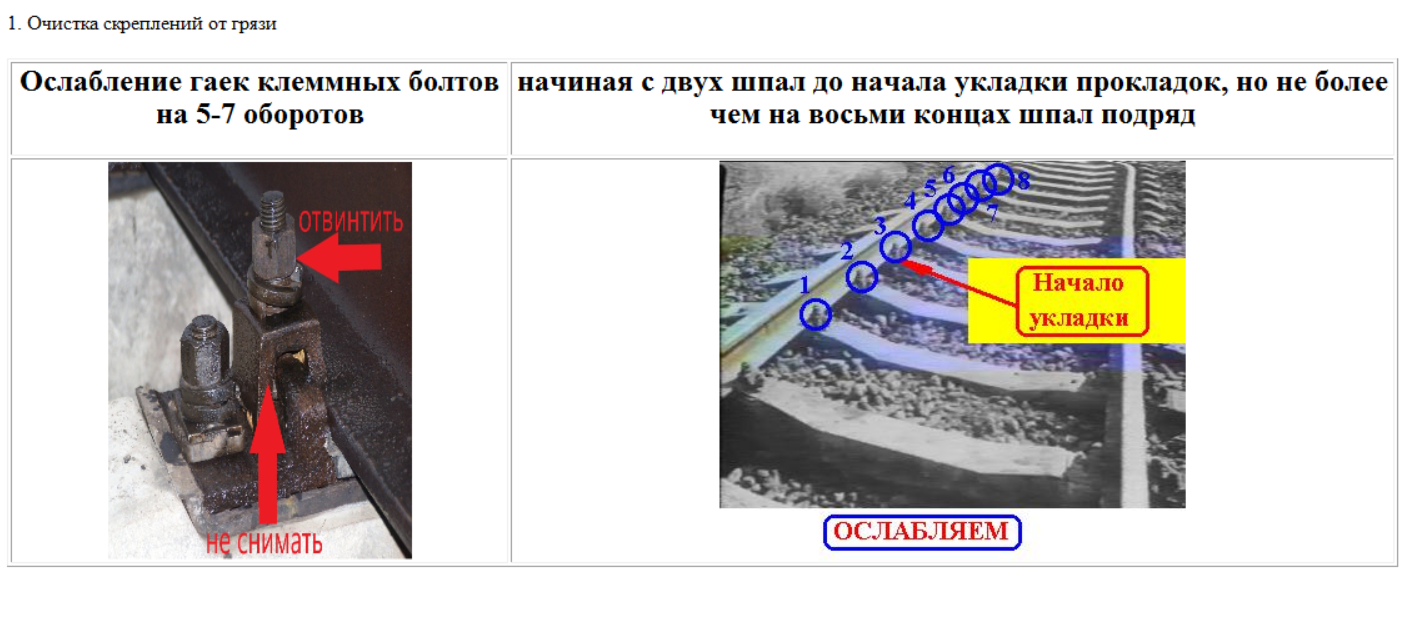 1. Очистка скреплений от грязи
Ослабление гаек клеммных болтов
на 5-7 оборотов
начиная с двух шпал до начала укладки прокладок, но не более
чем на восьми концах шпал подряд
ОТВИНТИТЬ
не снимать
1
2
3
4
5
6
7
8
Начало
укладки
ОСЛАБЛЯЕМ